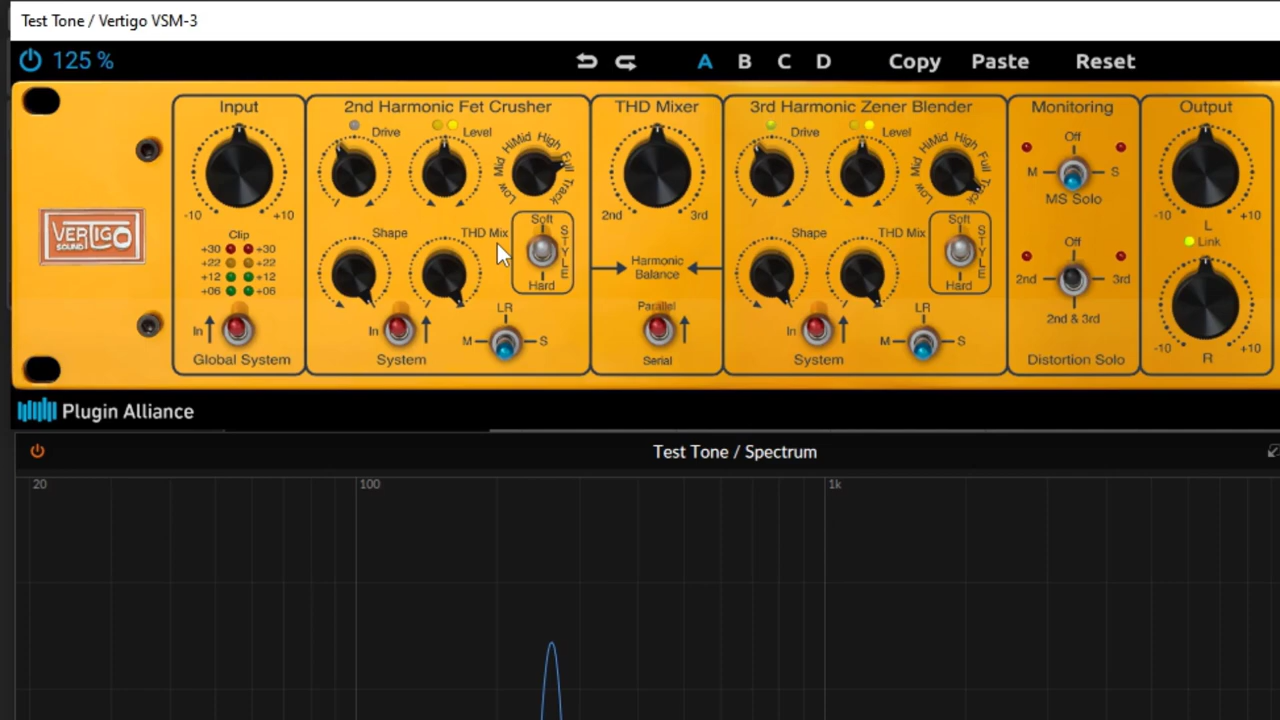 Test Tone / Vertigo VSM-3
125 %
A B C D Copy Paste Reset
Input
-10 +10
Clip
+30 +30
+22 +22
+12 +12
+06 +06
In
Global System
2nd Harmonic Fet Crusher
Drive
Level
Low Mid HiMid High Full Track
Shape
THD Mix
Soft
STYLE
Hard
In
System
LR
M S
THD Mixer
2nd 3rd
Harmonic
Balance
Parallel
Serial
3rd Harmonic Zener Blender
Drive
Level
Low Mid HiMid High Full Track
Shape
THD Mix
Soft
STYLE
Hard
In
System
LR
M S
Monitoring
Off
M S
MS Solo
Off
2nd 3rd
2nd & 3rd
Distortion Solo
Output
-10 +10
L
Link
-10 +10
R
VERTIGO
SOUND
Plugin Alliance
Test Tone / Spectrum
20 100 1k